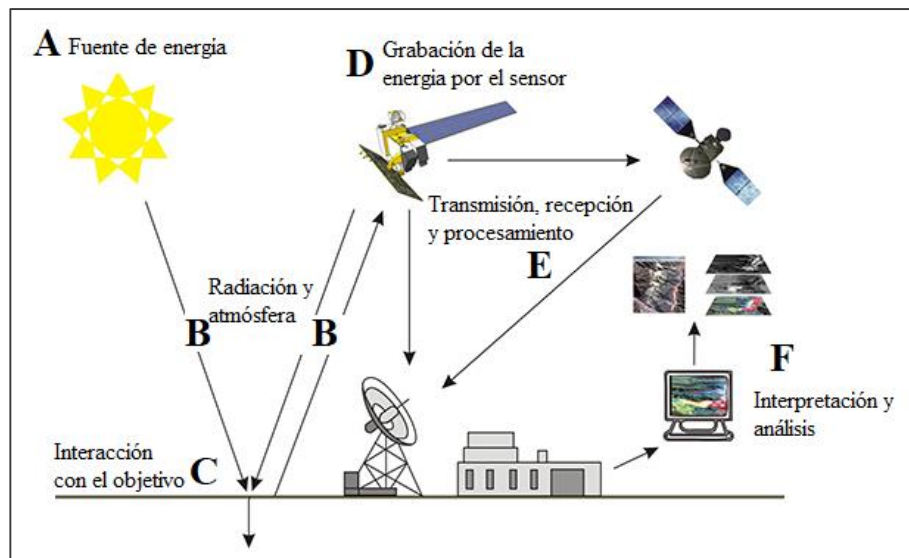 A Fuente de energía
D Grabación de la
energia por el sensor
Transmisión, recepción
y procesamiento
E
Radiación y
atmósfera
B
B
F
Interpretación y
análisis
Interacción
con el objetivo C